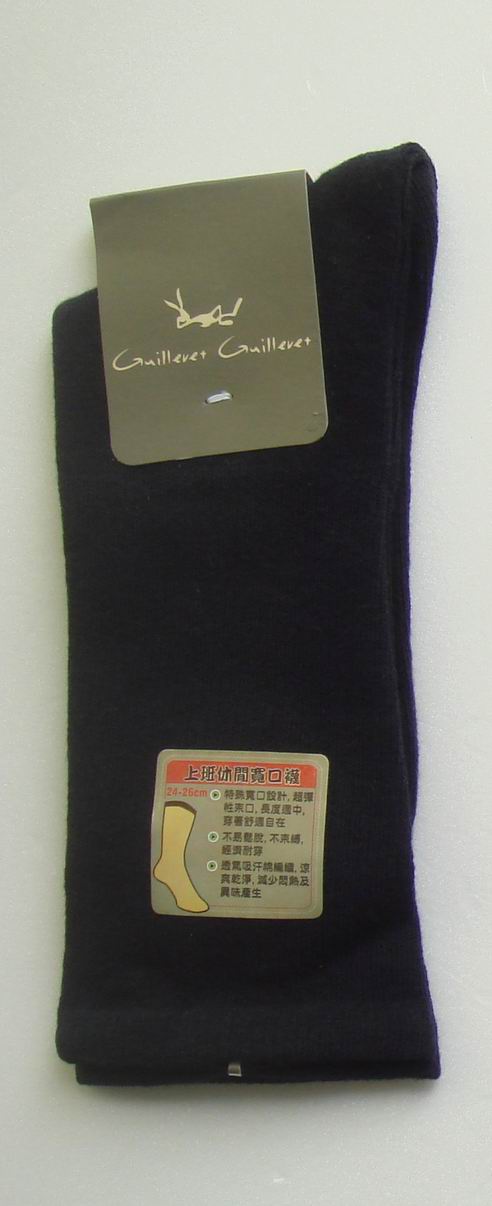 Guilleret Guilleret
上班休閒寬口襪
24-26cm
特殊寬口設計, 超彈
性束口, 長度適中,
穿著舒適自在
不易鬆脫, 不束縛,
經濟耐穿
透氣吸汗綿編織, 涼
爽乾淨, 減少悶熱及
異味產生